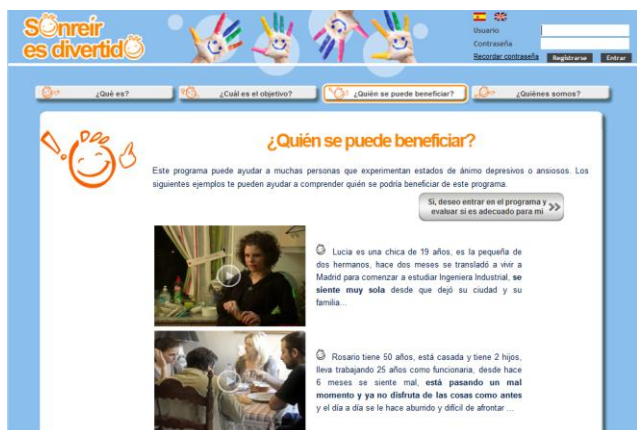 Sonreír
es divertido
Usuario
Contraseña
Recordar contraseña Registrarse Entrar
¿Qué es? ¿Cuál es el objetivo? ¿Quién se puede beneficiar? ¿Quiénes somos?
¿Quién se puede beneficiar?
Este programa puede ayudar a muchas personas que experimentan estados de ánimo depresivos o ansiosos. Los
siguientes ejemplos te pueden ayudar a comprender quién se podría beneficiar de este programa.
Si, deseo entrar en el programa y
evaluar si es adecuado para mi
Lucia es una chica de 19 años, es la pequeña de
dos hermanos, hace dos meses se transladó a vivir a
Madrid para comenzar a estudiar Ingeniera Industrial, se
siente muy sola desde que dejó su ciudad y su
familia...
Rosario tiene 50 años, está casada y tiene 2 hijos,
lleva trabajando 25 años como funcionaria, desde hace
6 meses se siente mal, está pasando un mal
momento y ya no disfruta de las cosas como antes
y el día a día se le hace aburrido y difícil de afrontar ...